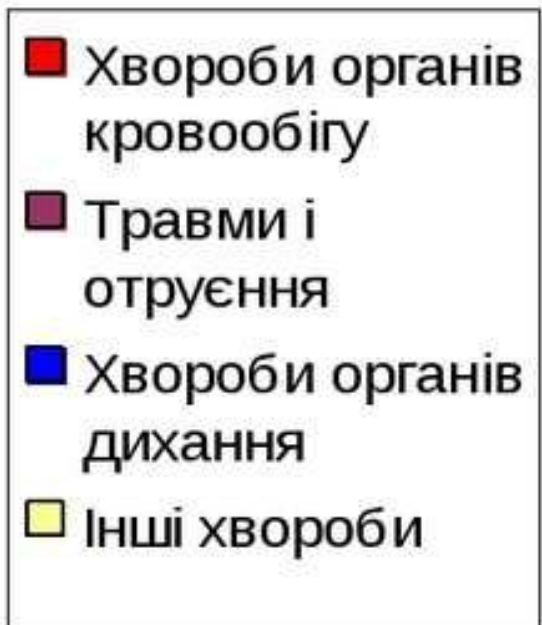 Хвороби органів
кровообігу
Травми і
отруєння
Хвороби органів
дихання
Інші хвороби